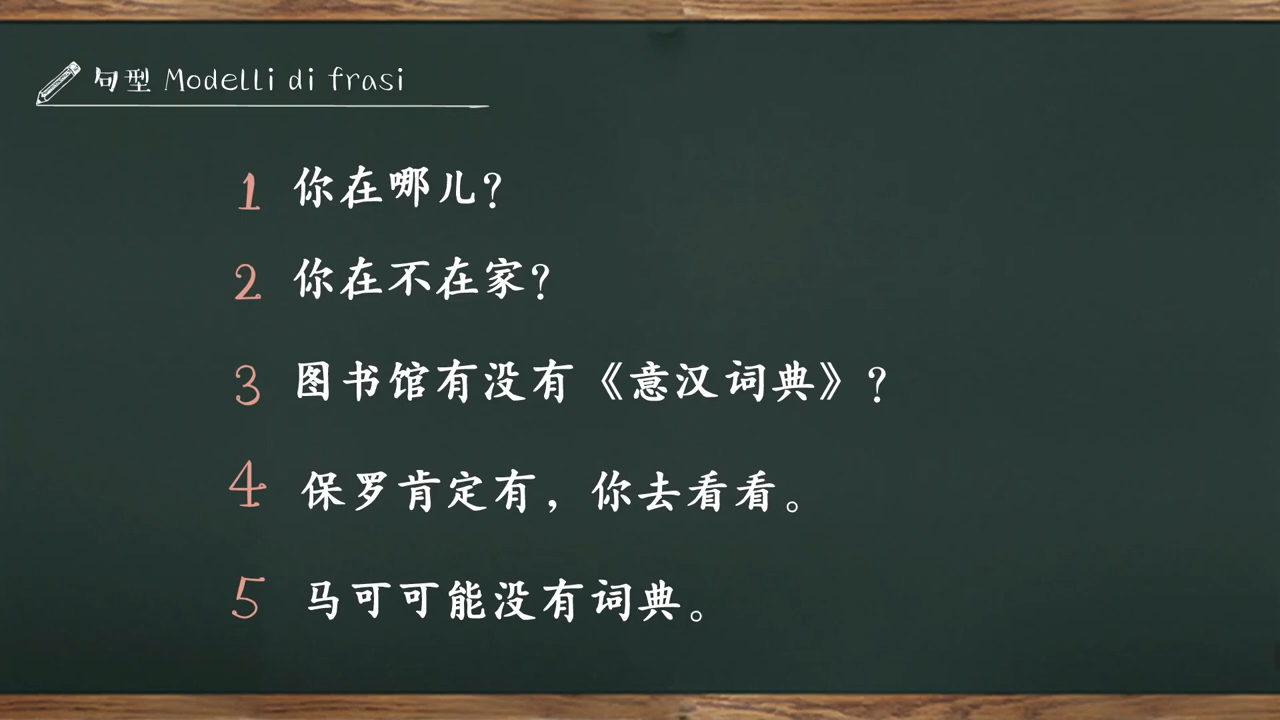 句型 Modelli di frasi
1 你在哪儿？
2 你在不在家？
3 图书馆有没有《意汉词典》？
4 保罗肯定有，你去看看。
5 马可可能没有词典。